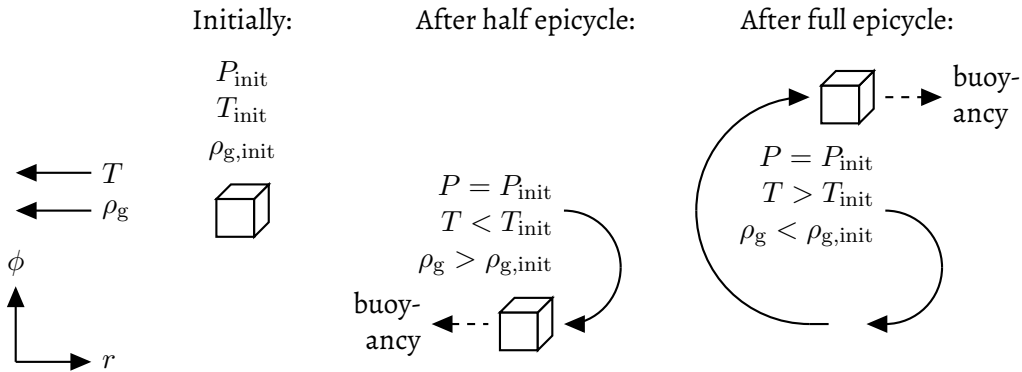 Initially:
P_init
T_init
ρ_g,init
T
ρ_g
ϕ
r
After half epicycle:
P = P_init
T < T_init
ρ_g > ρ_g,init
buoy-
ancy
After full epicycle:
buoy-
ancy
P = P_init
T > T_init
ρ_g < ρ_g,init